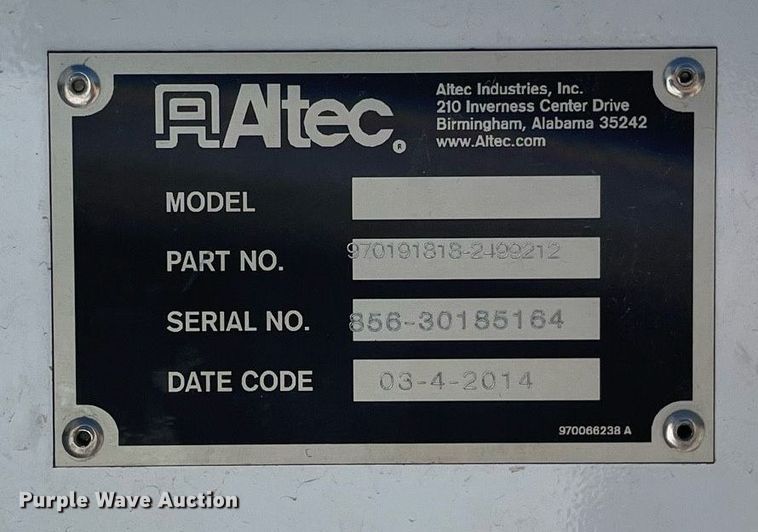 Altec®
Altec Industries, Inc.
210 Inverness Center Drive
Birmingham, Alabama 35242
www.Altec.com
MODEL
PART NO. 970191818-2499212
SERIAL NO. 856-30185164
DATE CODE 03-4-2014
970066238 A
Purple Wave Auction